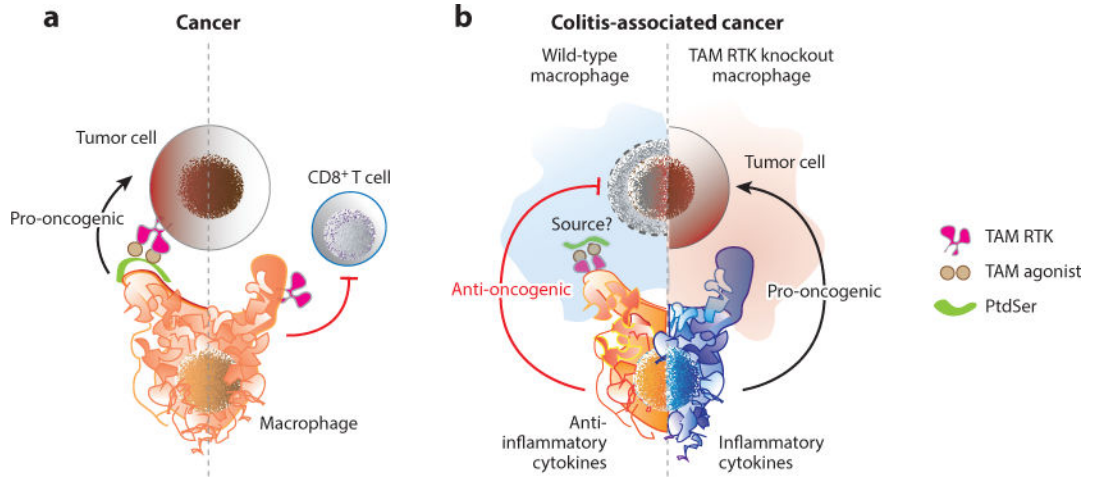 a
Cancer
Tumor cell
CD8⁺ T cell
Pro-oncogenic
Macrophage
b
Colitis-associated cancer
Wild-type
macrophage
TAM RTK knockout
macrophage
Tumor cell
Source?
Anti-oncogenic
Pro-oncogenic
Anti-
inflammatory
cytokines
Inflammatory
cytokines
TAM RTK
TAM agonist
PtdSer